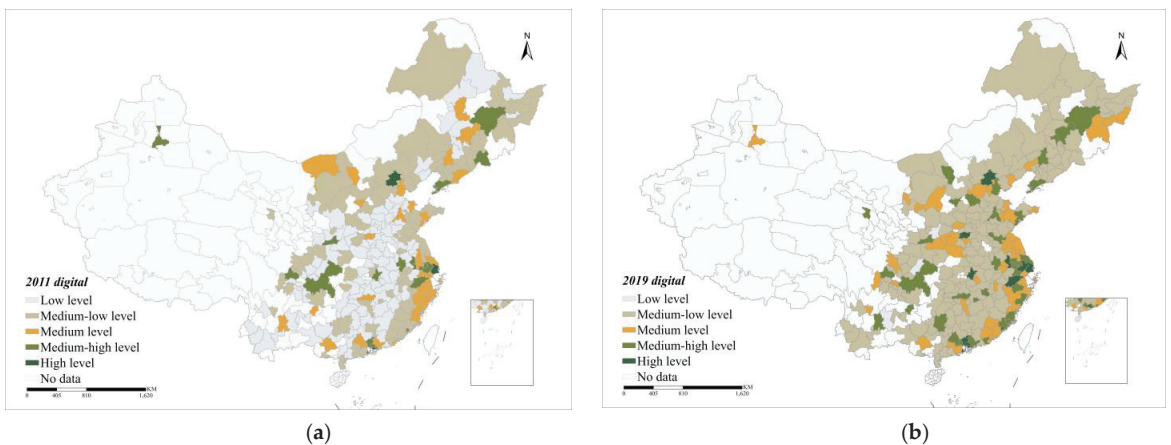 N
2011 digital
Low level
Medium-low level
Medium level
Medium-high level
High level
No data
KM
0 405 810 1,620
(a)
N
2019 digital
Low level
Medium-low level
Medium level
Medium-high level
High level
No data
KM
0 405 810 1,620
(b)